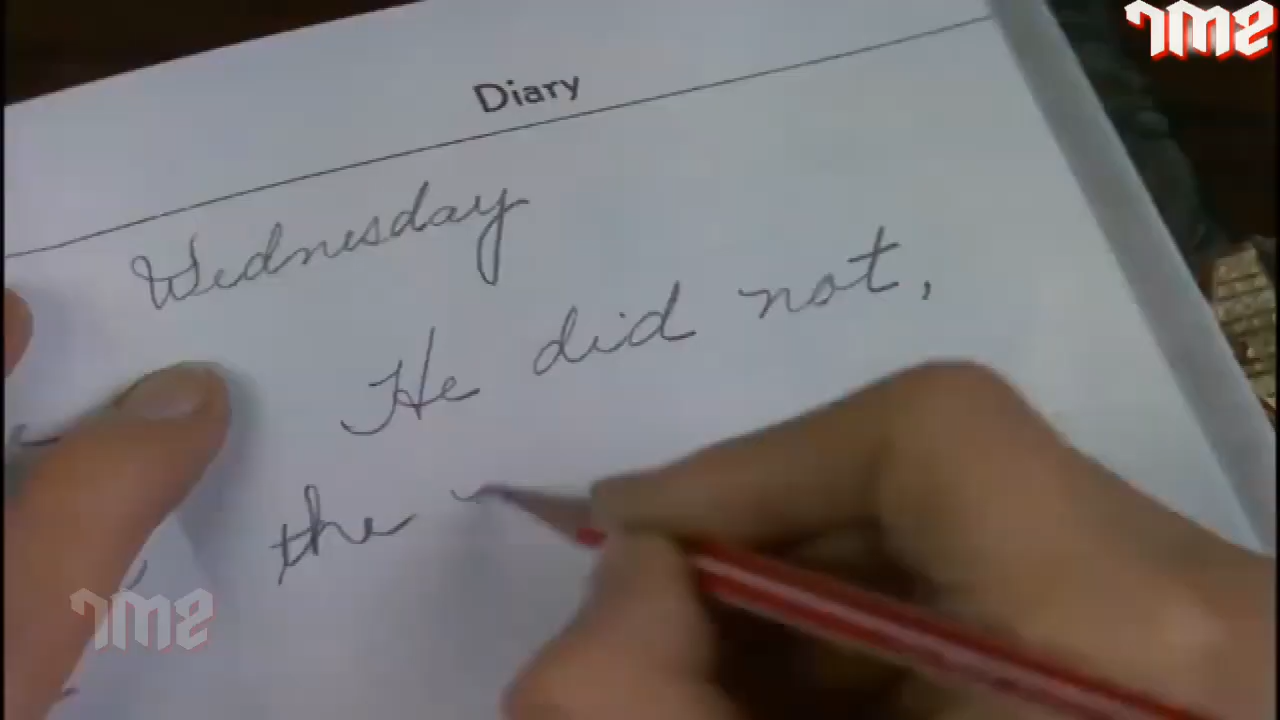 Diary
Wednesday
He did not,
the